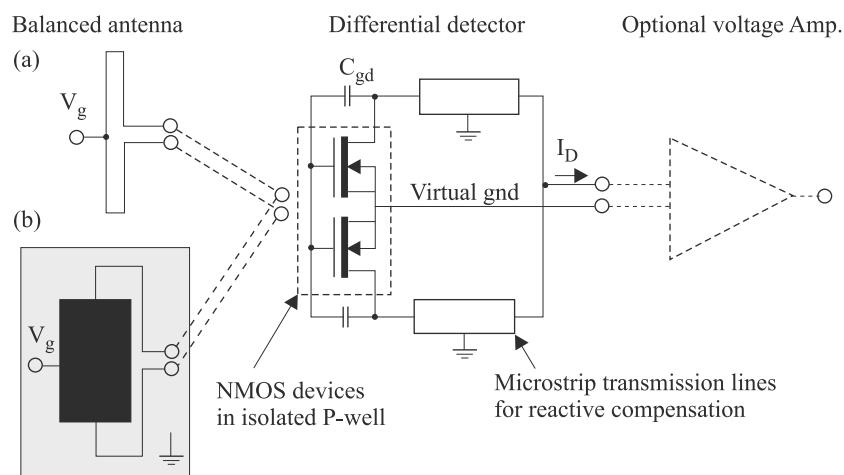 Balanced antenna
Differential detector
Optional voltage Amp.
(a)
C_gd
V_g
I_D
Virtual gnd
(b)
V_g
NMOS devices
in isolated P-well
Microstrip transmission lines
for reactive compensation